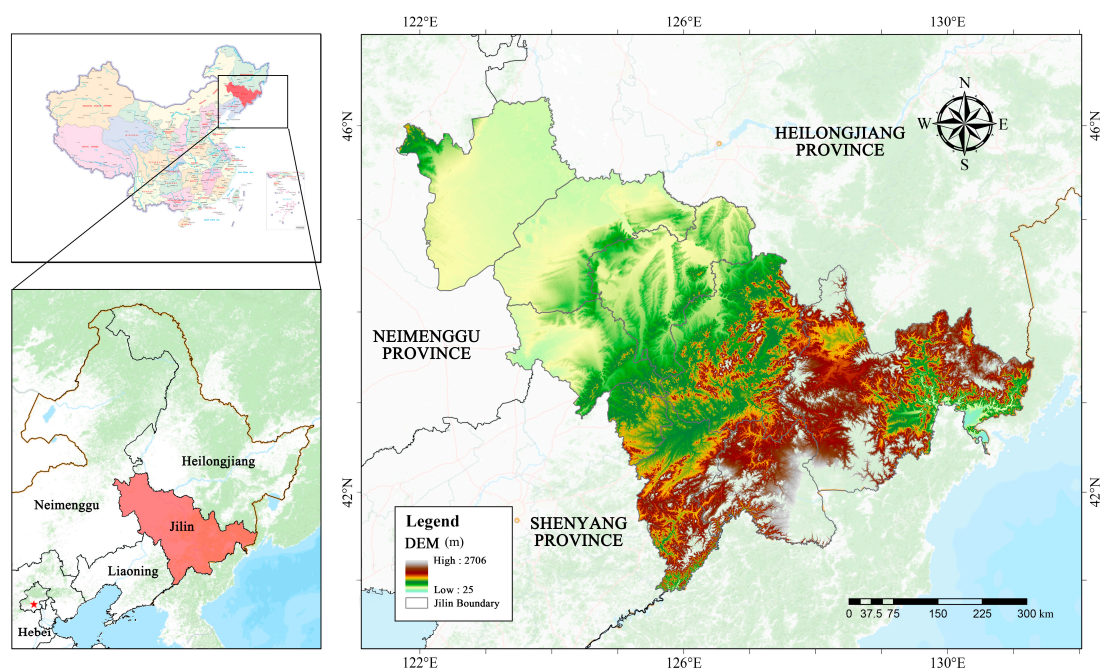 122°E
126°E
130°E
46°N
46°N
HEILONGJIANG
PROVINCE
N
W
E
S
NEIMENGGU
PROVINCE
Heilongjiang
Neimenggu
Jilin
Liaoning
Hebei
42°N
42°N
SHENYANG
PROVINCE
Legend
DEM (m)
High : 2706
Low : 25
Jilin Boundary
0 37.5 75 150 225 300 km
122°E
126°E
130°E